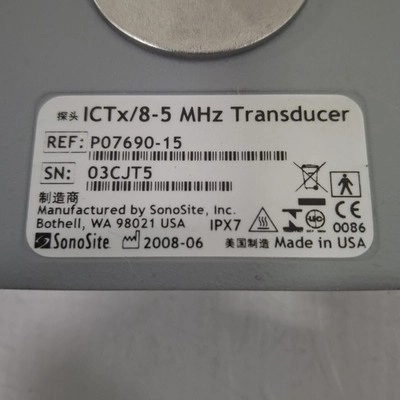 探头 ICTx/8-5 MHz Transducer
REF: P07690-15
SN: 03CJT5
制造商
Manufactured by SonoSite, Inc.
Bothell, WA 98021 USA IPX7
SonoSite 2008-06 美国制造 Made in USA
CE 0086